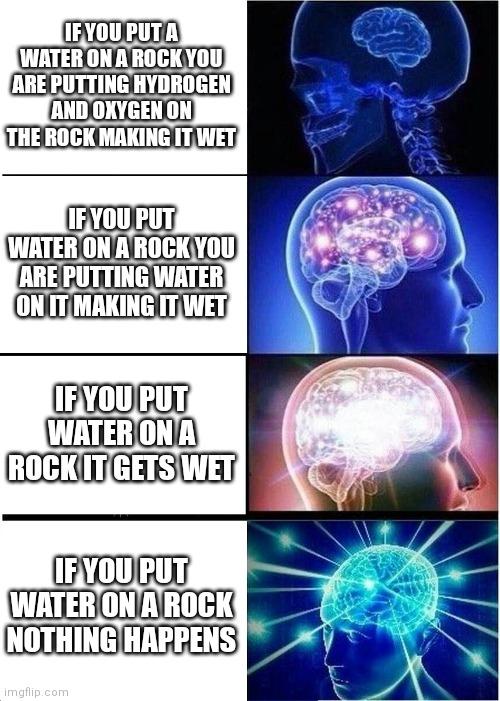 IF YOU PUT A
WATER ON A ROCK YOU
ARE PUTTING HYDROGEN
AND OXYGEN ON
THE ROCK MAKING IT WET
IF YOU PUT
WATER ON A ROCK YOU
ARE PUTTING WATER
ON IT MAKING IT WET
IF YOU PUT
WATER ON A
ROCK IT GETS WET
IF YOU PUT
WATER ON A ROCK
NOTHING HAPPENS
imgflip.com